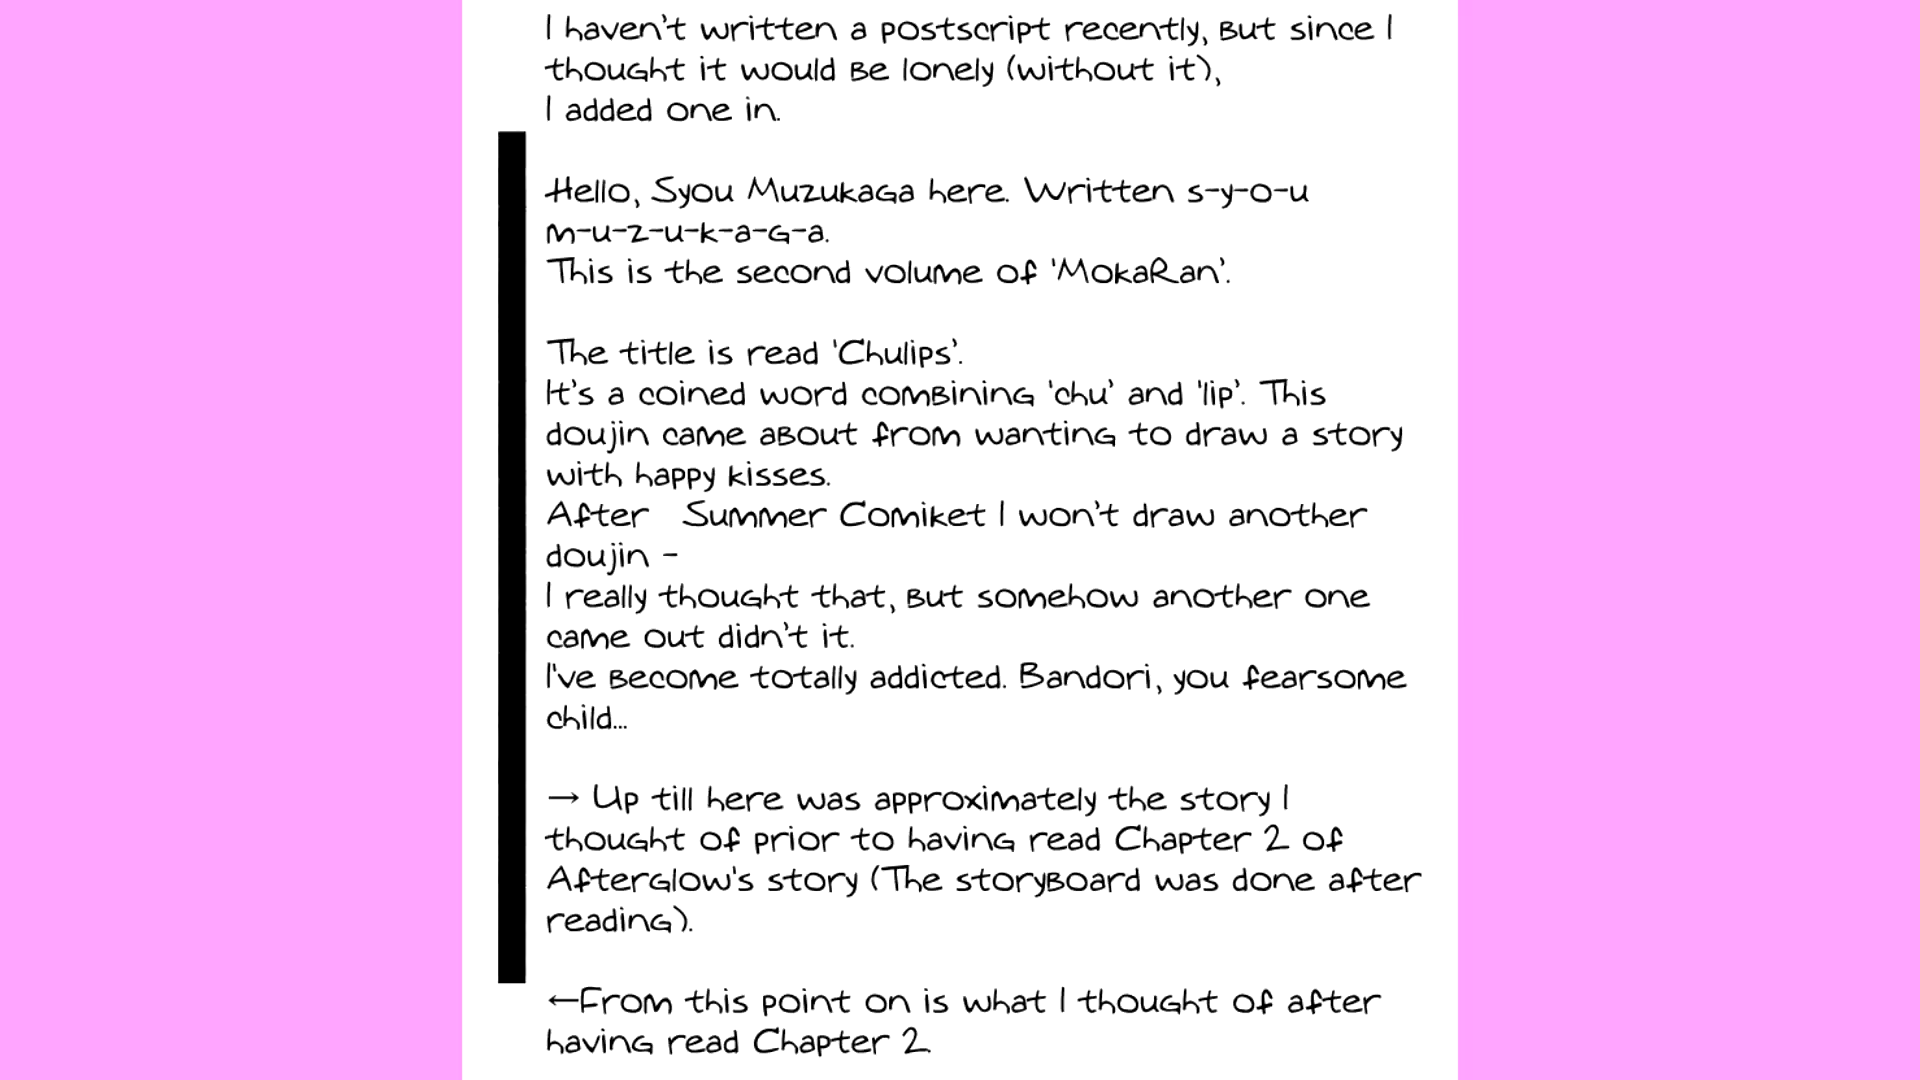 I haven't written a postscript recently, but since I
thought it would be lonely (without it),
I added one in.
Hello, Syou Muzukaga here. Written s-y-o-u
m-u-z-u-k-a-g-a.
This is the second volume of 'MokaRan'.
The title is read 'Chulips'.
It's a coined word combining 'chu' and 'lip'. This
doujin came about from wanting to draw a story
with happy kisses.
After Summer Comiket I won't draw another
doujin -
I really thought that, but somehow another one
came out didn't it.
I've become totally addicted. Bandori, you fearsome
child...
→ Up till here was approximately the story I
thought of prior to having read Chapter 2 of
Afterglow's story (The storyboard was done after
reading).
←From this point on is what I thought of after
having read Chapter 2.